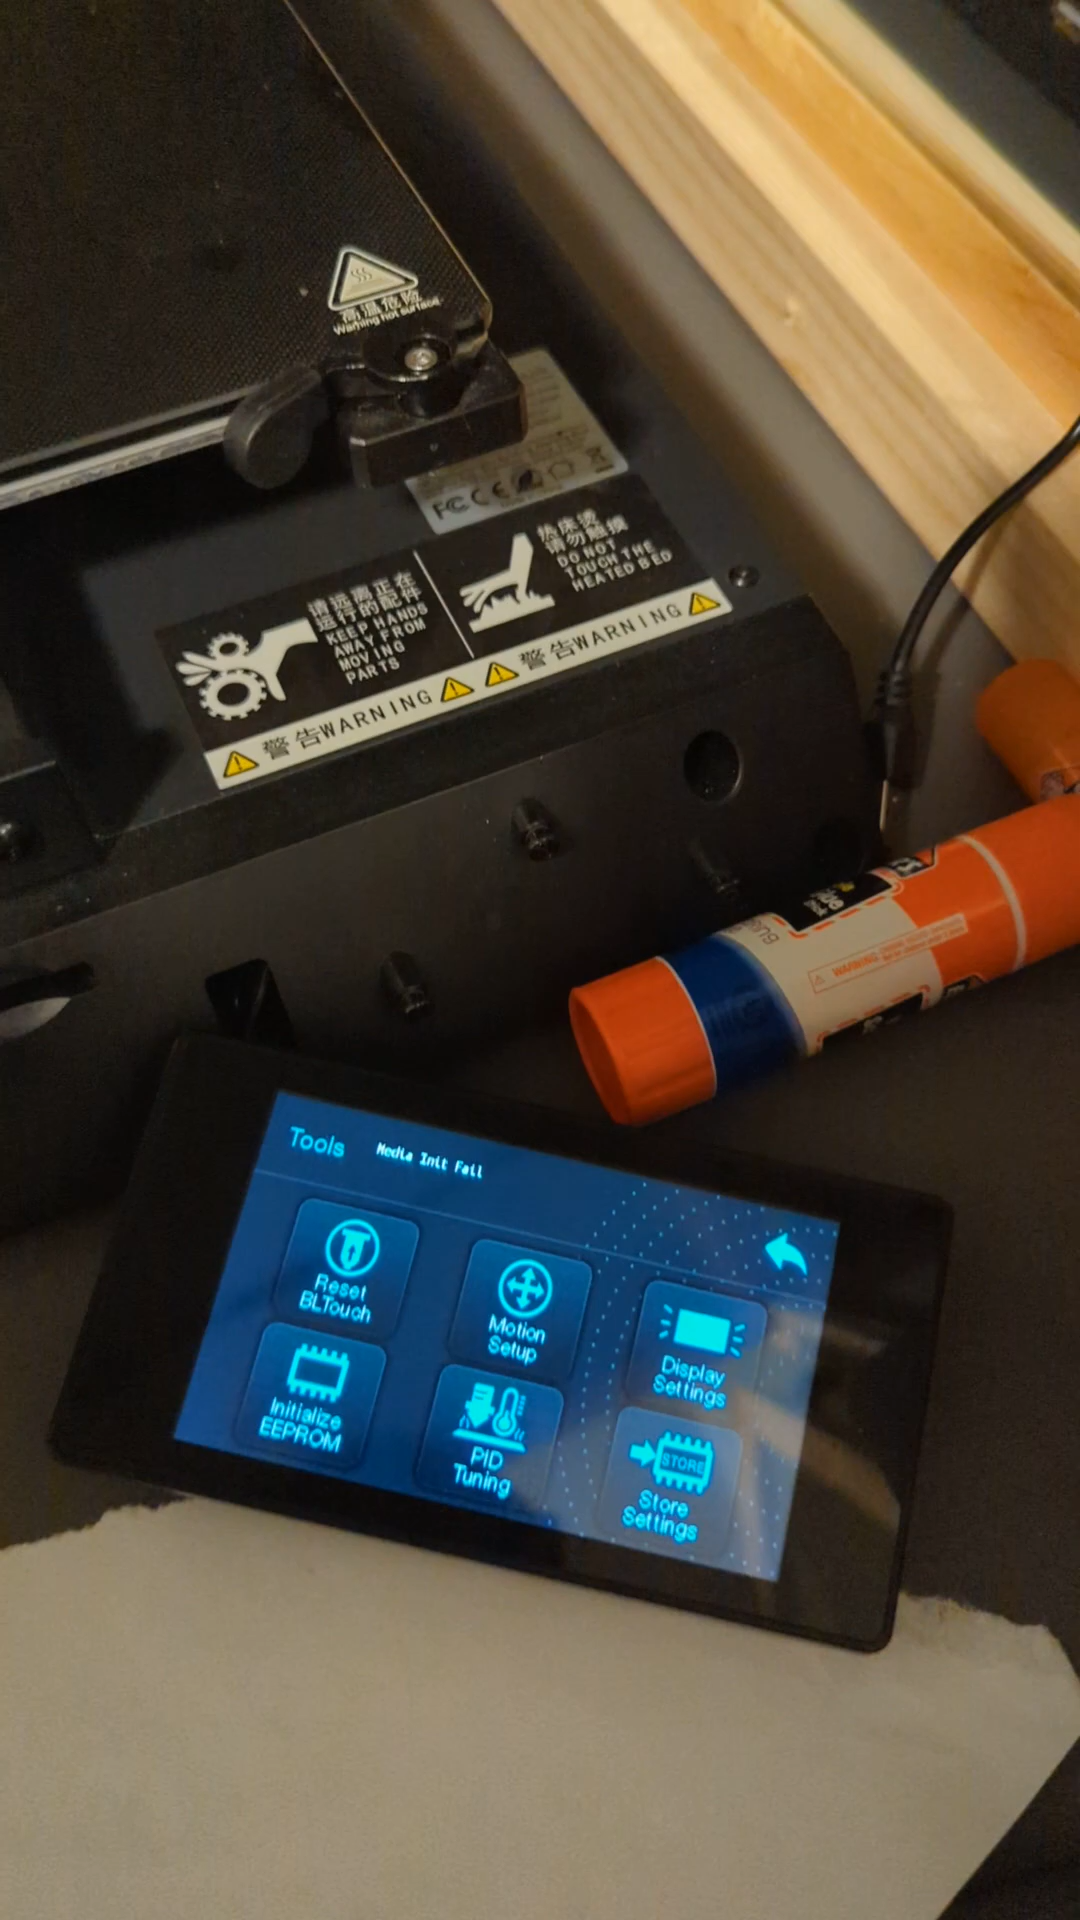 高温危险
Warning hot surface
FC CE
请远离正在
运行的配件
KEEP HANDS
AWAY FROM
MOVING
PARTS
热床烫
请勿触摸
DO NOT
TOUCH THE
HEATED BED
警告WARNING
警告WARNING
WARNING
Tools
Media Init Fail
Reset
BLTouch
Motion
Setup
Display
Settings
Initialize
EEPROM
PID
Tuning
STORE
Store
Settings